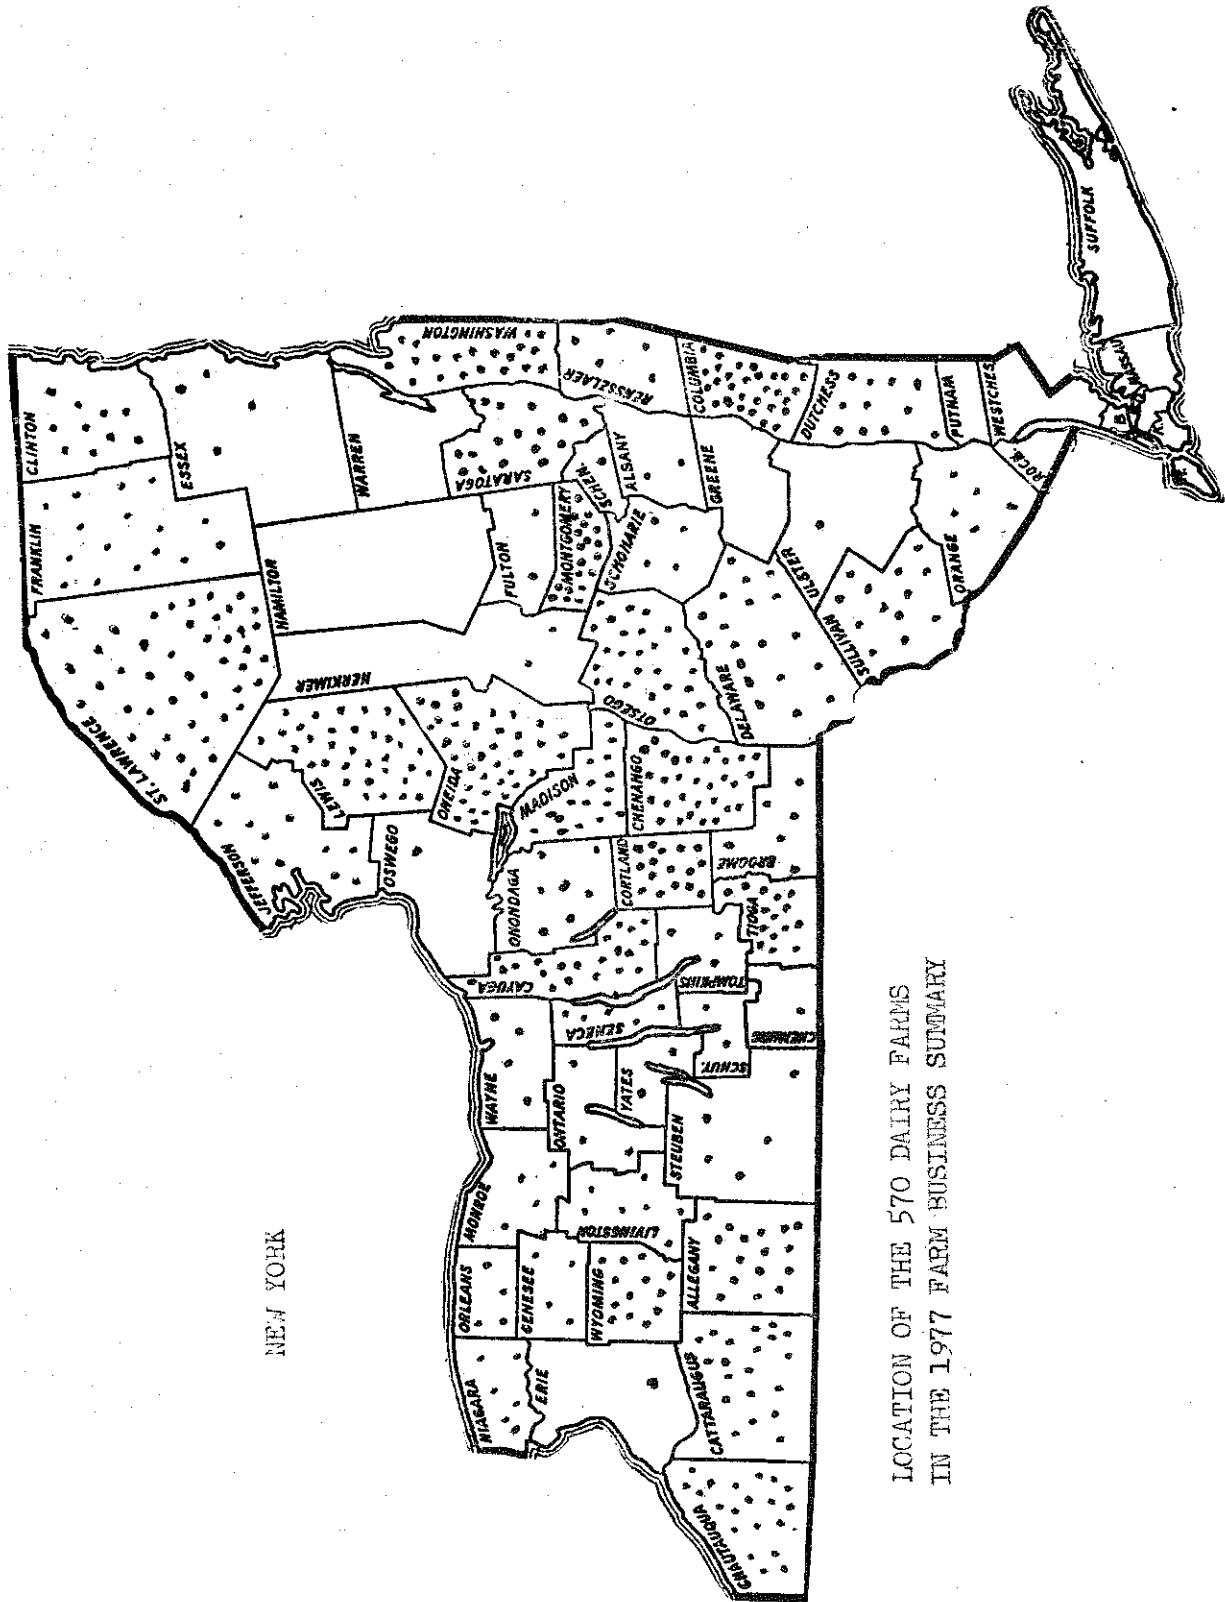 NEW YORK
CLINTON
FRANKLIN
ST. LAWRENCE
ESSEX
JEFFERSON
LEWIS
HAMILTON
HERKIMER
WARREN
WASHINGTON
OSWEGO
ONEIDA
FULTON
SARATOGA
NIAGARA
ORLEANS
MONROE
WAYNE
CAYUGA
ONONDAGA
MADISON
MONTGOMERY
SCHEN.
RENSSELAER
ERIE
GENESEE
ONTARIO
SENECA
WYOMING
LIVINGSTON
YATES
CORTLAND
CHENANGO
OTSEGO
SCHOHARIE
ALBANY
CHAUTAUQUA
CATTARAUGUS
ALLEGANY
STEUBEN
SCHUY.
TOMPKINS
CHEMUNG
TIOGA
BROOME
DELAWARE
GREENE
COLUMBIA
SULLIVAN
ULSTER
DUTCHESS
ORANGE
PUTNAM
ROCK.
WESTCHES.
B
K
NASSAU
SUFFOLK
LOCATION OF THE 570 DAIRY FARMS
IN THE 1977 FARM BUSINESS SUMMARY